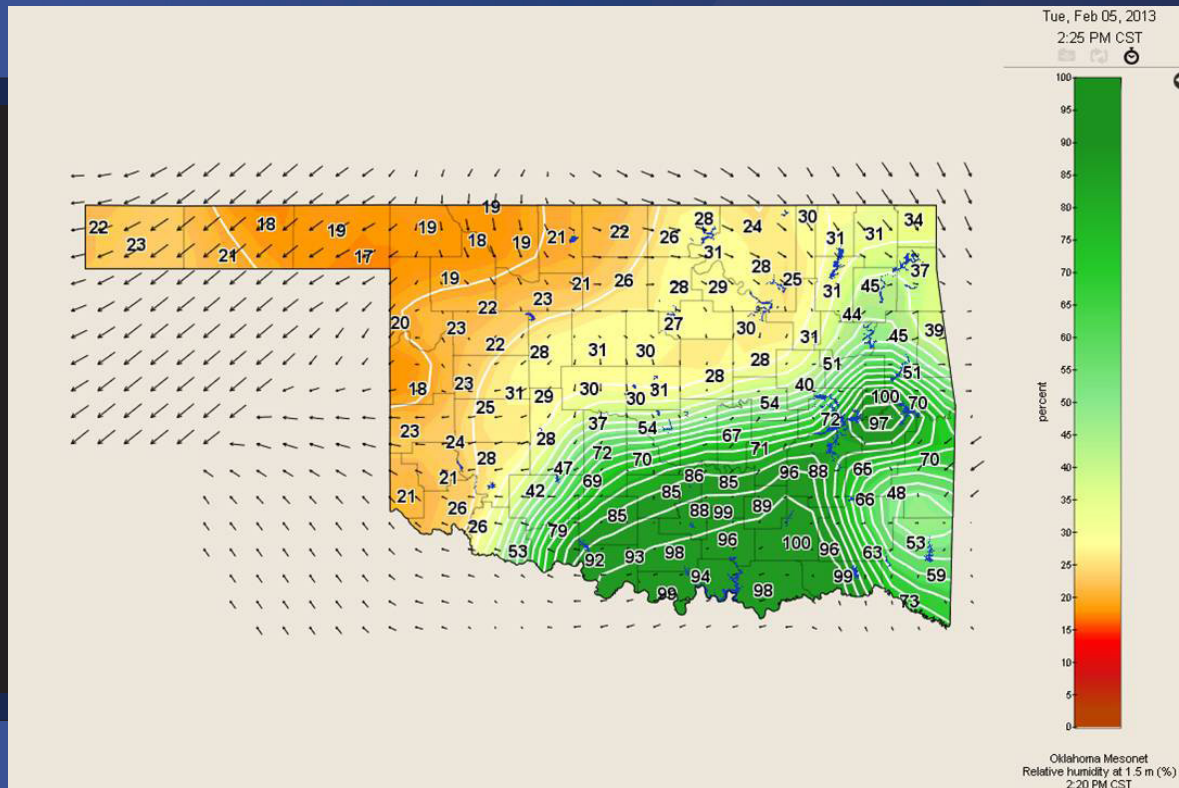 Tue, Feb 05, 2013
2:25 PM CST
100
95
90
85
80
75
70
65
60
55
50
45
40
35
30
25
20
15
10
5
0
percent
19
22 18 19 19 18 19 21 22 26 28 24 30 31 31 34
23 21 17 31
19 21 26 28 29 28 25 31 45 37
22 23 44
20 23 27 30 31 45 39
22 28 31 30 28 51 51
18 23 31 29 30 30 31 28 40 100 70
25 54
23 24 28 37 54 67 71 72 97
28 47 72 70 96 88 65 70
21 42 69 85 86 85 66 48
21 26 85 88 99 89
26 53 79 96 100 96 63 53
92 93 98 94 99 59
99 98 73
Oklahoma Mesonet
Relative humidity at 1.5 m (%)
2:20 PM CST